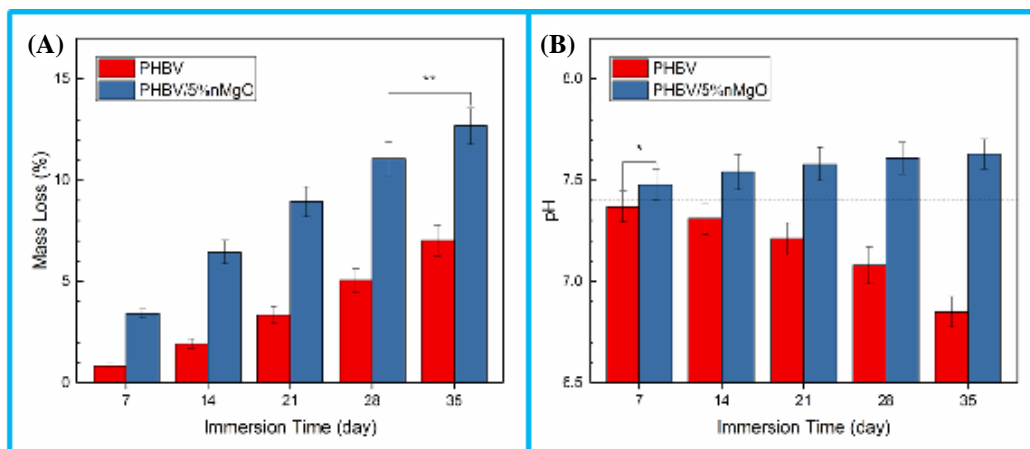 (A)
PHBV
PHBV/5%nMgO
**
15
10
5
0
Mass Loss (%)
7 14 21 28 35
Immersion Time (day)
(B)
PHBV
PHBV/5%nMgO
*
8.0
7.5
7.0
6.5
pH
7 14 21 28 35
Immersion Time (day)